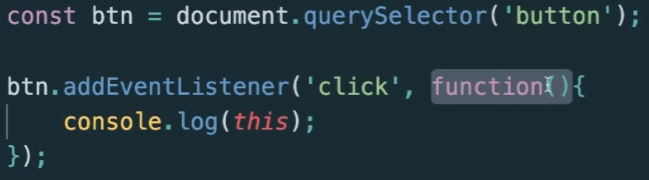 const btn = document.querySelector('button');
btn.addEventListener('click', function(){
    console.log(this);
});